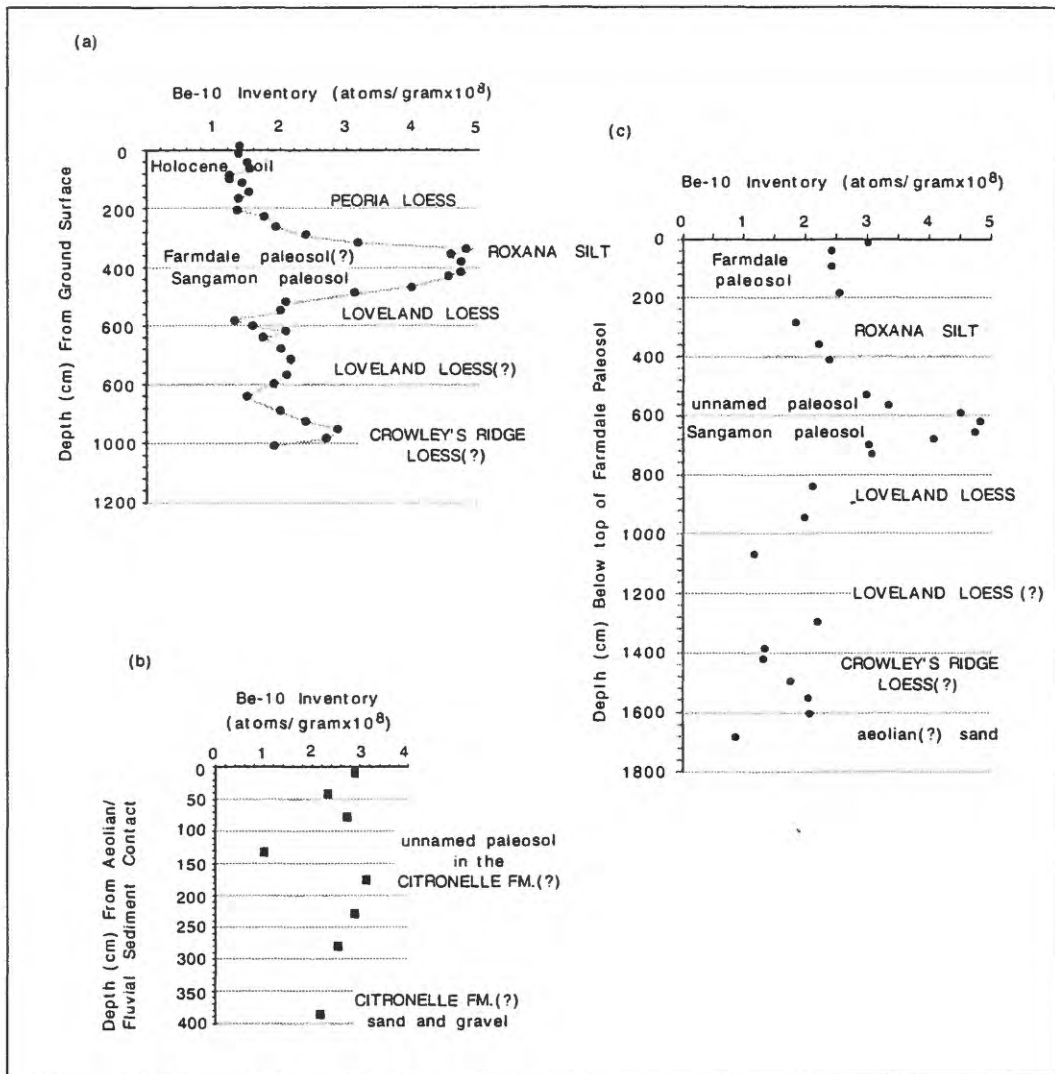 (a)
Be-10 Inventory (atoms/gramx10⁸)
1 2 3 4 5
0
200
400
600
600
1000
1200
Depth (cm) From Ground Surface
Holocene soil
PEORIA LOESS
ROXANA SILT
Farmdale paleosol(?)
Sangamon paleosol
LOVELAND LOESS
LOVELAND LOESS(?)
CROWLEY'S RIDGE
LOESS(?)
(b)
Be-10 Inventory
(atoms/gramx10⁸)
0 1 2 3 4
0
50
100
150
200
250
300
350
400
Depth (cm) From Aeolian/
Fluvial Sediment Contact
unnamed paleosol
in the
CITRONELLE FM.(?)
CITRONELLE FM.(?)
sand and gravel
(c)
Be-10 Inventory (atoms/gramx10⁸)
0 1 2 3 4 5
0
200
400
600
800
1000
1200
1400
1600
1800
Depth (cm) Below top of Farmdale Paleosol
Farmdale
paleosol
ROXANA SILT
unnamed paleosol
Sangamon paleosol
LOVELAND LOESS
LOVELAND LOESS (?)
CROWLEY'S RIDGE
LOESS(?)
aeolian(?) sand